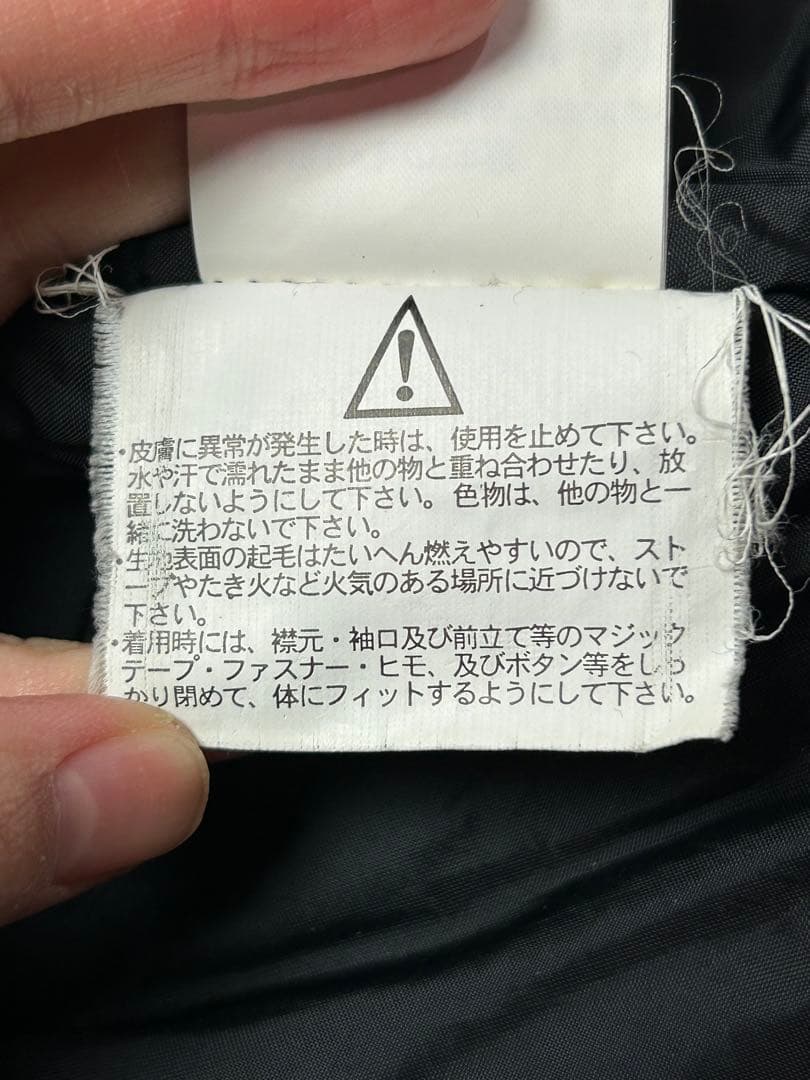 ・皮膚に異常が発生した時は、使用を止めて下さい。
水や汗で濡れたまま他の物と重ね合わせたり、放
置しないようにして下さい。色物は、他の物と一
緒に洗わないで下さい。
・生地表面の起毛はたいへん燃えやすいので、スト
ーブやたき火など火気のある場所に近づけないで
下さい。
・着用時には、襟元・袖口及び前立て等のマジック
テープ・ファスナー・ヒモ、及びボタン等をしっ
かり閉めて、体にフィットするようにして下さい。